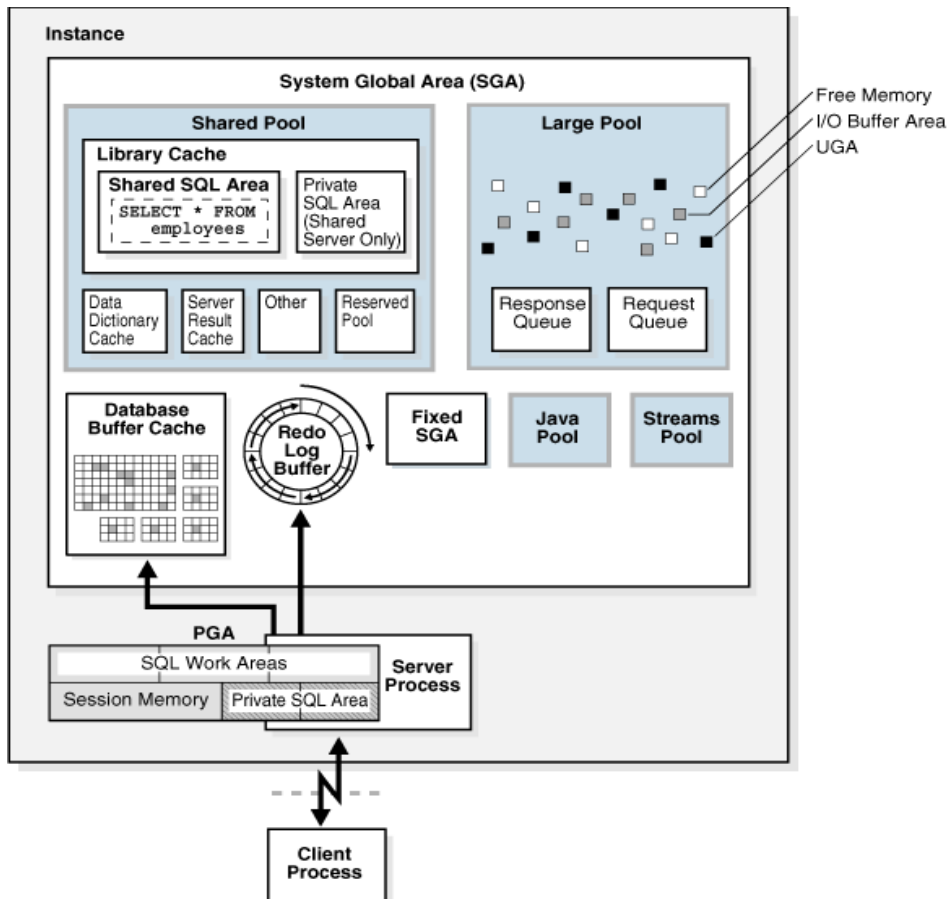 Instance
System Global Area (SGA)
Shared Pool
Library Cache
Shared SQL Area
SELECT * FROM
employees
Private
SQL Area
(Shared
Server Only)
Data
Dictionary
Cache
Server
Result
Cache
Other
Reserved
Pool
Large Pool
Response
Queue
Request
Queue
Free Memory
I/O Buffer Area
UGA
Database
Buffer Cache
Redo
Log
Buffer
Fixed
SGA
Java
Pool
Streams
Pool
PGA
SQL Work Areas
Session Memory
Private SQL Area
Server
Process
Client
Process